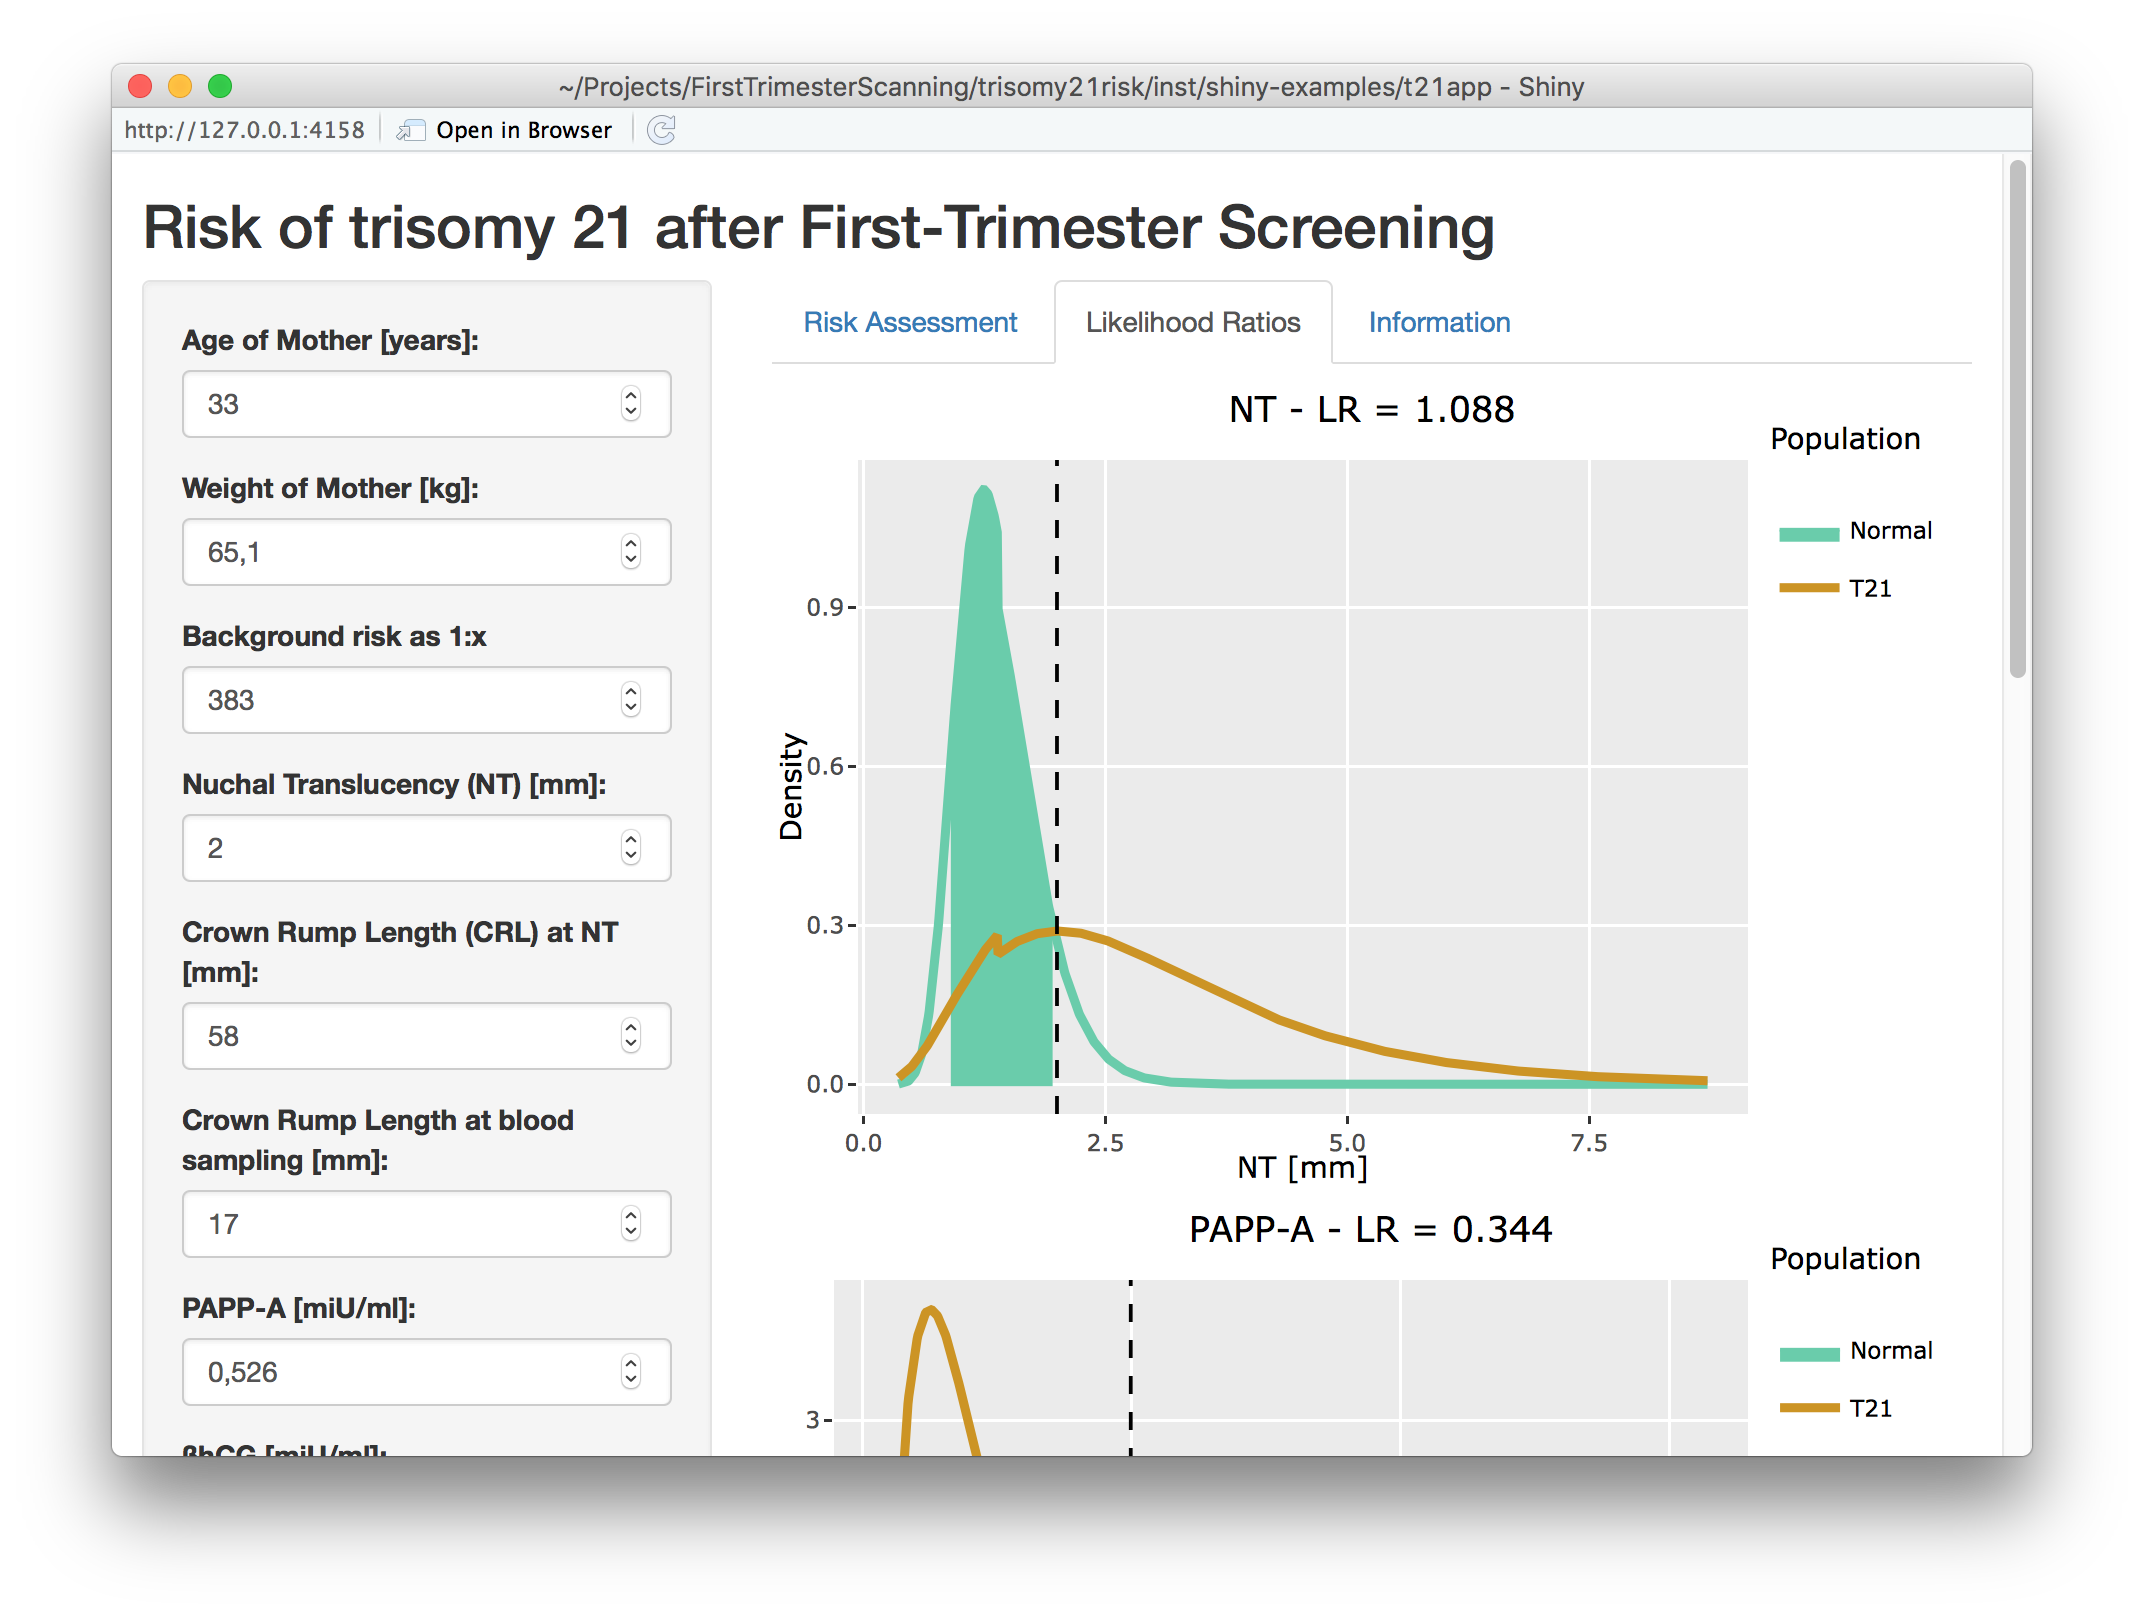 ~/Projects/FirstTrimesterScanning/trisomy21risk/inst/shiny-examples/t21app - Shiny
http://127.0.0.1:4158
Open in Browser
Risk of trisomy 21 after First-Trimester Screening
Age of Mother [years]:
33
Weight of Mother [kg]:
65,1
Background risk as 1:x
383
Nuchal Translucency (NT) [mm]:
2
Crown Rump Length (CRL) at NT
[mm]:
58
Crown Rump Length at blood
sampling [mm]:
17
PAPP-A [miU/ml]:
0,526
βhCG [miU/ml]:
Risk Assessment
Likelihood Ratios
Information
NT - LR = 1.088
Population
Normal
T21
Density
0.9
0.6
0.3
0.0
0.0
2.5
5.0
7.5
NT [mm]
PAPP-A - LR = 0.344
Population
Normal
T21
3